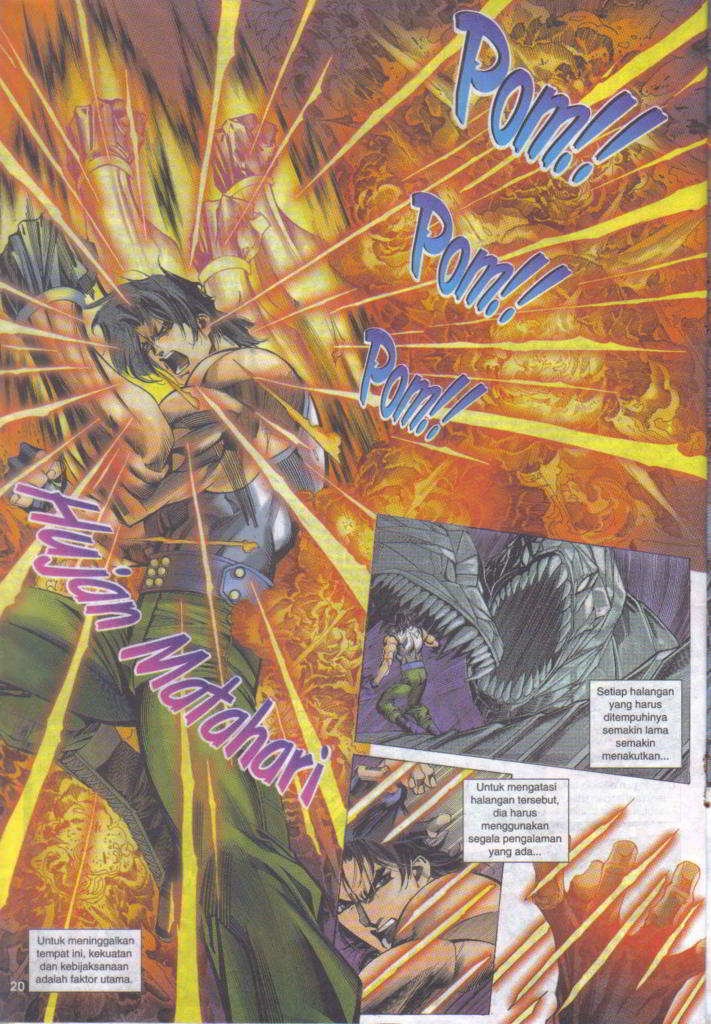 Pom!!
Pom!!
Pom!!
Hujan Matahari
Setiap halangan
yang harus
ditempuhinya
semakin lama
semakin
menakutkan...
Untuk mengatasi
halangan tersebut,
dia harus
menggunakan
segala pengalaman
yang ada...
Untuk meninggalkan
tempat ini, kekuatan
dan kebijaksanaan
adalah faktor utama.
20